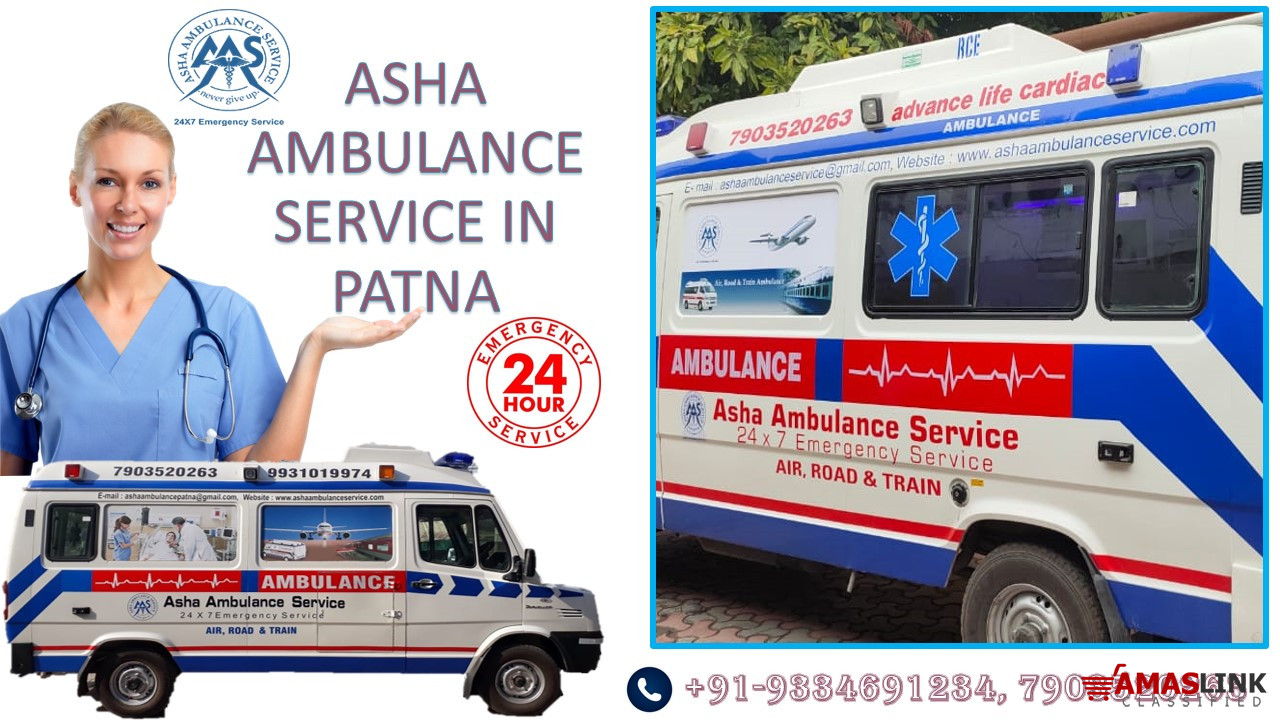 ASHA AMBULANCE SERVICE
AAS
never give up
24X7 Emergency Service
ASHA
AMBULANCE
SERVICE IN
PATNA
EMERGENCY
24
HOUR
SERVICE
7903520263 9931019974
E-mail : ashaambulancepatna@gmail.com, Website : www.ashaambulanceservice.com
AMBULANCE
Asha Ambulance Service
24 X 7 Emergency Service
AIR, ROAD & TRAIN
RCE
7903520263 advance life cardiac
AMBULANCE
E- mail : ashaambulanceservice@gmail.com, Website : www.ashaambulanceservice.com
AAS
Air, Road & Train Ambulance
AMBULANCE
Asha Ambulance Service
24 x 7 Emergency Service
AIR, ROAD & TRAIN
+91-9334691234,
AMASLINK
CLASSIFIED